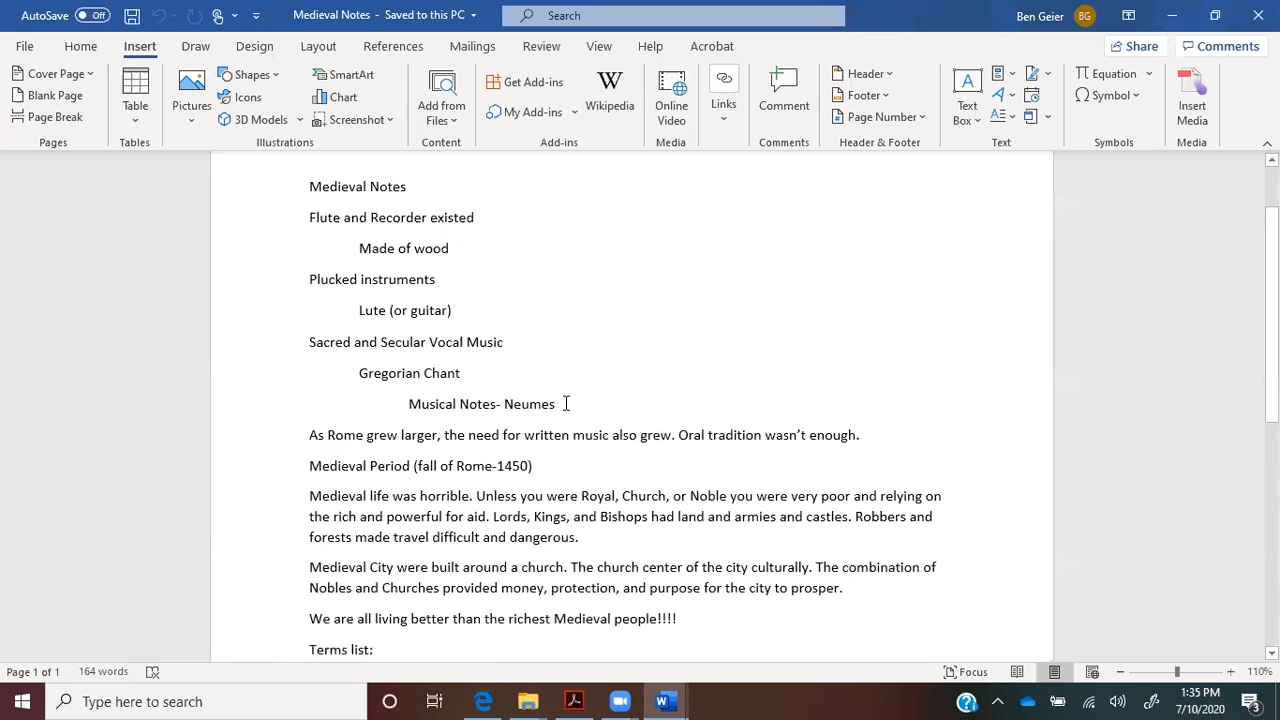 AutoSave Off Medieval Notes - Saved to this PC Search Ben Geier BG
File Home Insert Draw Design Layout References Mailings Review View Help Acrobat Share Comments
Cover Page
Blank Page
Page Break
Pages
Table
Tables
Pictures
Shapes
Icons
3D Models
SmartArt
Chart
Screenshot
Illustrations
Add from
Files
Content
Get Add-ins
My Add-ins
W
Wikipedia
Add-ins
Online
Video
Media
Links
Comment
Comments
Header
Footer
Page Number
Header & Footer
Text
Box
Text
Equation
Symbol
Symbols
Insert
Media
Media
Medieval Notes
Flute and Recorder existed
Made of wood
Plucked instruments
Lute (or guitar)
Sacred and Secular Vocal Music
Gregorian Chant
Musical Notes- Neumes
As Rome grew larger, the need for written music also grew. Oral tradition wasn’t enough.
Medieval Period (fall of Rome-1450)
Medieval life was horrible. Unless you were Royal, Church, or Noble you were very poor and relying on
the rich and powerful for aid. Lords, Kings, and Bishops had land and armies and castles. Robbers and
forests made travel difficult and dangerous.
Medieval City were built around a church. The church center of the city culturally. The combination of
Nobles and Churches provided money, protection, and purpose for the city to prosper.
We are all living better than the richest Medieval people!!!!
Terms list:
Page 1 of 1 164 words Focus 110%
Type here to search 1:35 PM
7/10/2020 3